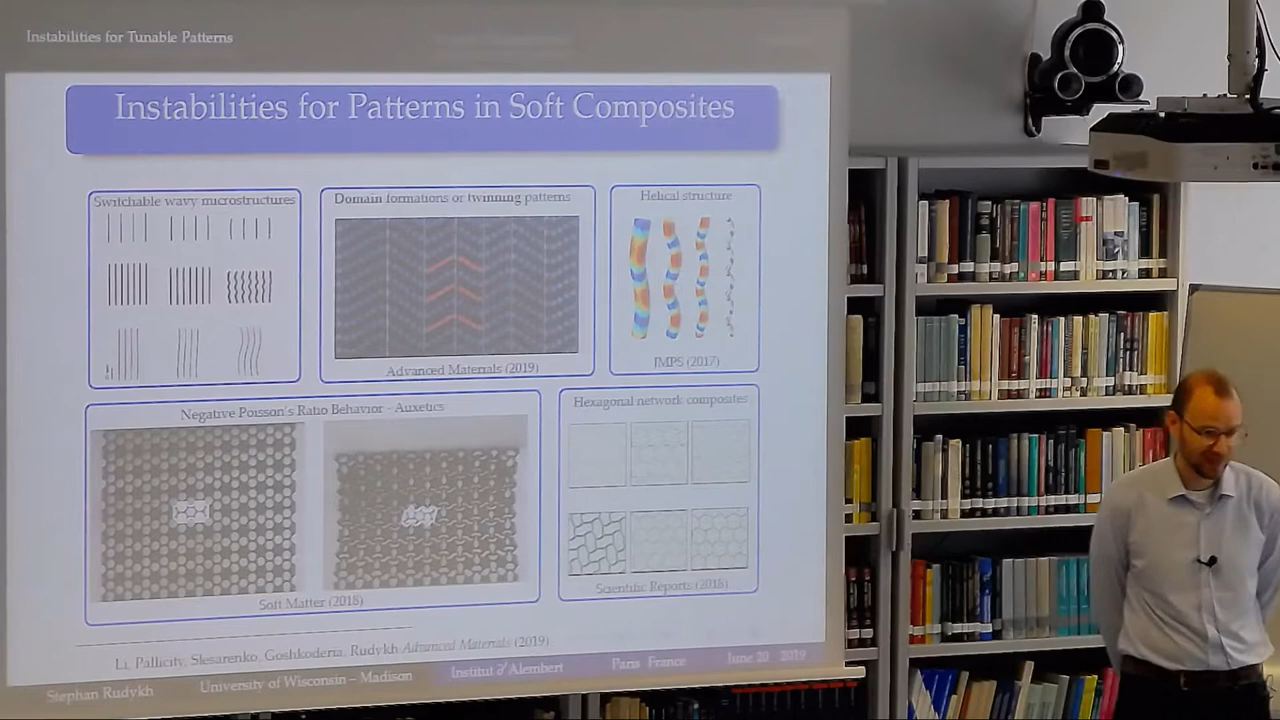 Instabilities for Tunable Patterns
Instabilities for Patterns in Soft Composites
Switchable wavy microstructures
Domain formations or twinning patterns
Advanced Materials (2019)
Helical structure
JMPS (2017)
Negative Poisson's Ratio Behavior - Auxetics
Soft Matter (2018)
Hexagonal network composites
Scientific Reports (2018)
Li, Pallicity, Slesarenko, Goshkoderia, Rudykh Advanced Materials (2019)
Stephan Rudykh University of Wisconsin – Madison Institut ∂'Alembert Paris France June 20 2019